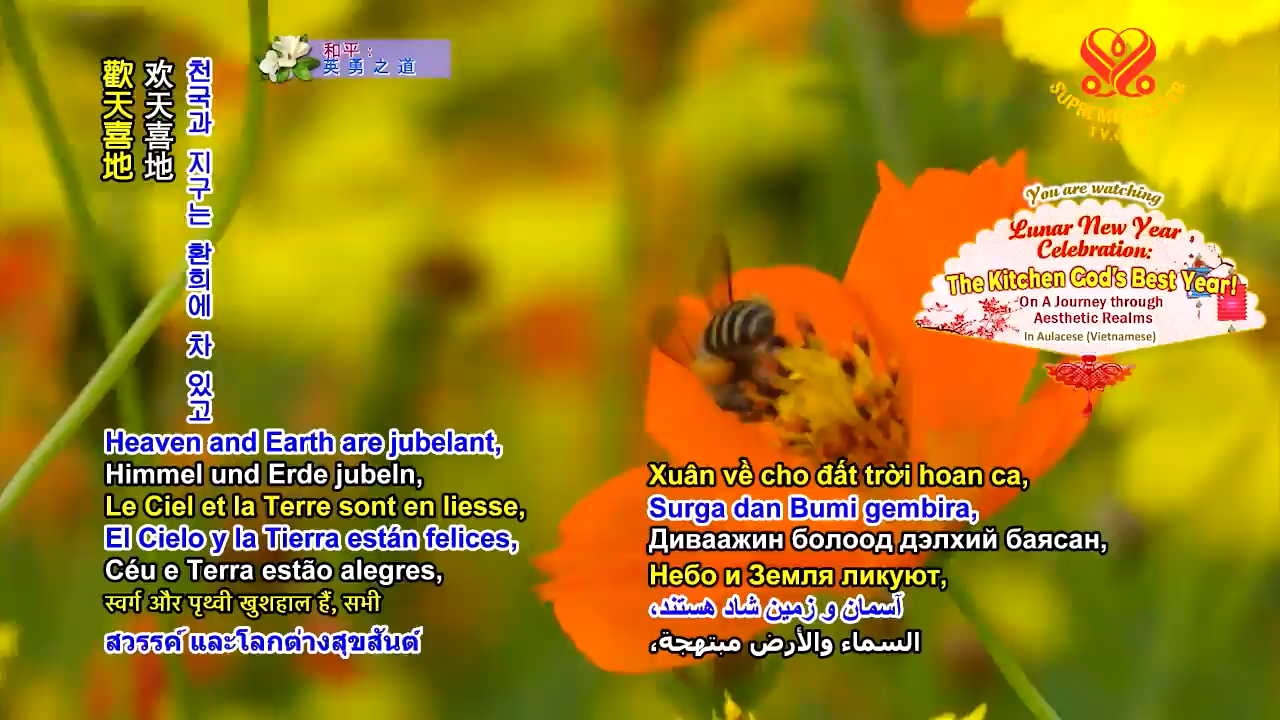 和平：
英勇之道
歡天喜地
欢天喜地
천국과 지구는 환희에 차 있고
Heaven and Earth are jubelant,
Himmel und Erde jubeln,
Le Ciel et la Terre sont en liesse,
El Cielo y la Tierra están felices,
Céu e Terra estão alegres,
स्वर्ग और पृथ्वी खुशहाल हैं, सभी
สวรรค์ และโลกต่างสุขสันต์
Xuân về cho đất trời hoan ca,
Surga dan Bumi gembira,
Диваажин болоод дэлхий баясан,
Небо и Земля ликуют,
آسمان و زمین شاد هستند،
السماء والأرض مبتهجة،
You are watching
Lunar New Year
Celebration:
The Kitchen God's Best Year!
On A Journey through
Aesthetic Realms
In Aulacese (Vietnamese)